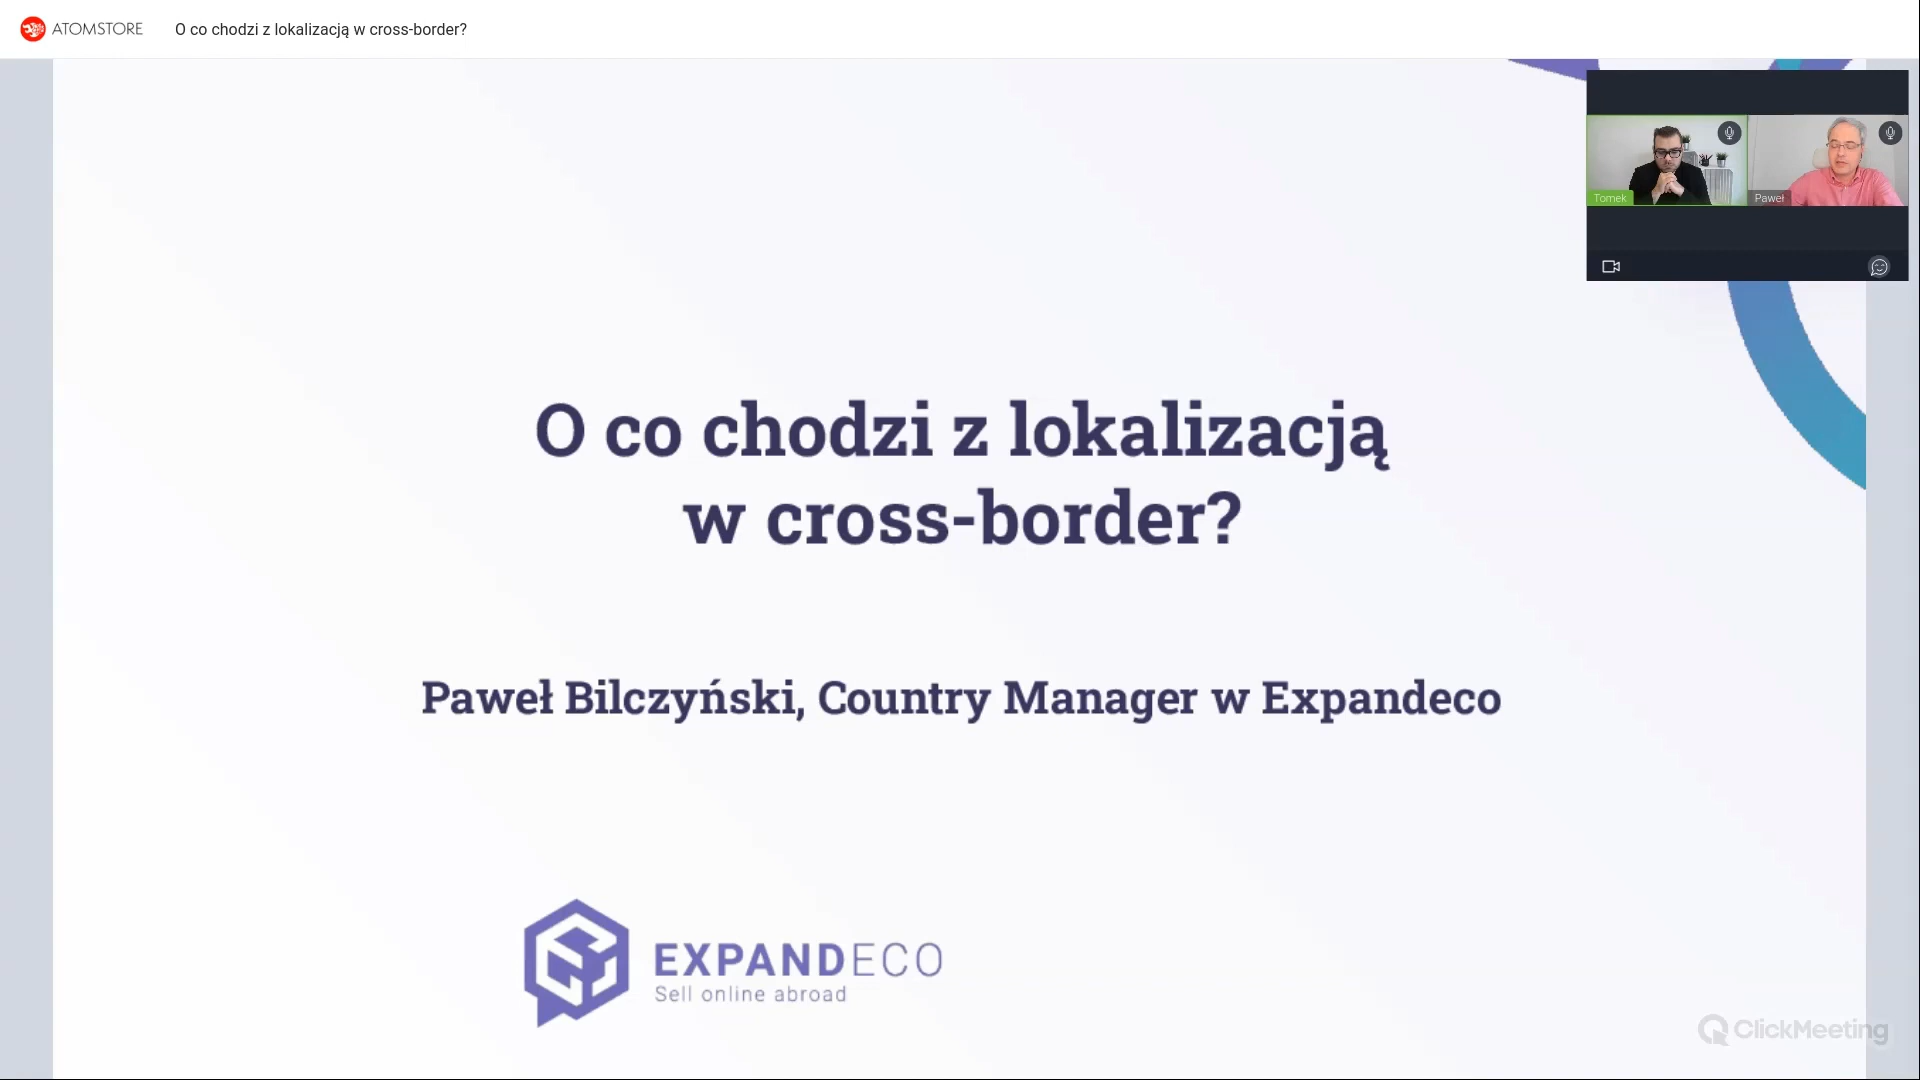 ATOMSTORE
O co chodzi z lokalizacją w cross-border?
Tomek
Paweł
O co chodzi z lokalizacją
w cross-border?
Paweł Bilczyński, Country Manager w Expandeco
EXPANDECO
Sell online abroad
ClickMeeting